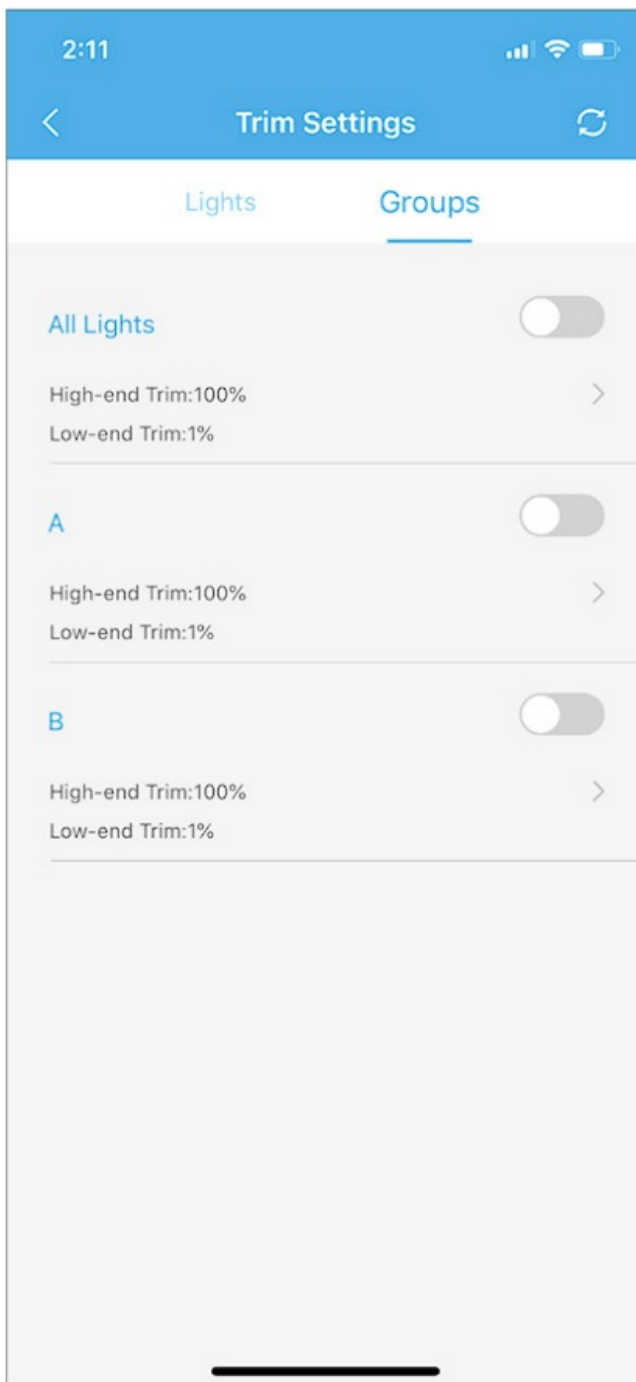 2:11
Trim Settings
Lights Groups
All Lights
High-end Trim:100%
Low-end Trim:1%
A
High-end Trim:100%
Low-end Trim:1%
B
High-end Trim:100%
Low-end Trim:1%